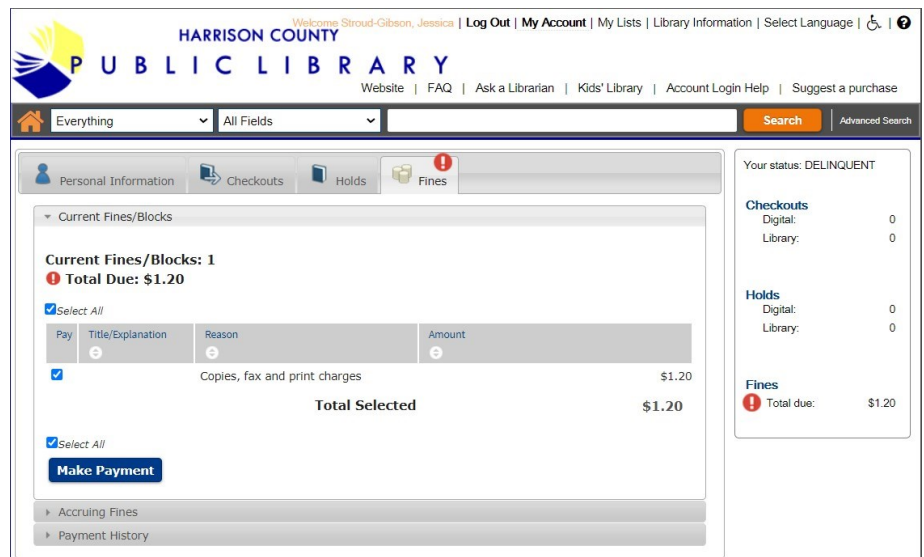 Welcome Stroud-Gibson, Jessica | Log Out | My Account | My Lists | Library Information | Select Language | | ?
HARRISON COUNTY
PUBLIC LIBRARY
Website | FAQ | Ask a Librarian | Kids' Library | Account Login Help | Suggest a purchase
Everything All Fields Search Advanced Search
Personal Information Checkouts Holds ! Fines
Current Fines/Blocks
Current Fines/Blocks: 1
! Total Due: $1.20
Select All
Pay Title/Explanation Reason Amount
Copies, fax and print charges $1.20
Total Selected $1.20
Select All
Make Payment
Accruing Fines
Payment History
Your status: DELINQUENT
Checkouts
Digital: 0
Library: 0
Holds
Digital: 0
Library: 0
Fines
! Total due: $1.20